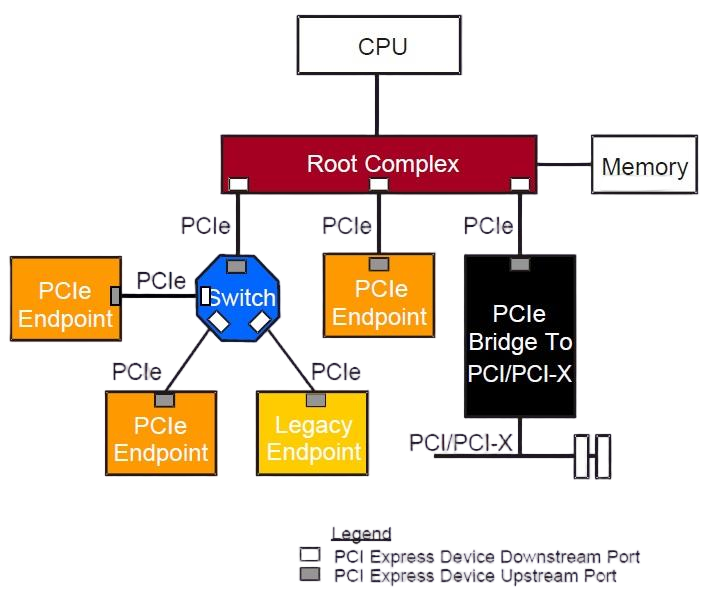 CPU
Root Complex
Memory
PCIe
PCIe
PCIe
PCIe
Endpoint
PCIe
Switch
PCIe
Endpoint
PCIe
Bridge To
PCI/PCI-X
PCIe
PCIe
PCIe
Endpoint
Legacy
Endpoint
PCI/PCI-X
Legend
PCI Express Device Downstream Port
PCI Express Device Upstream Port